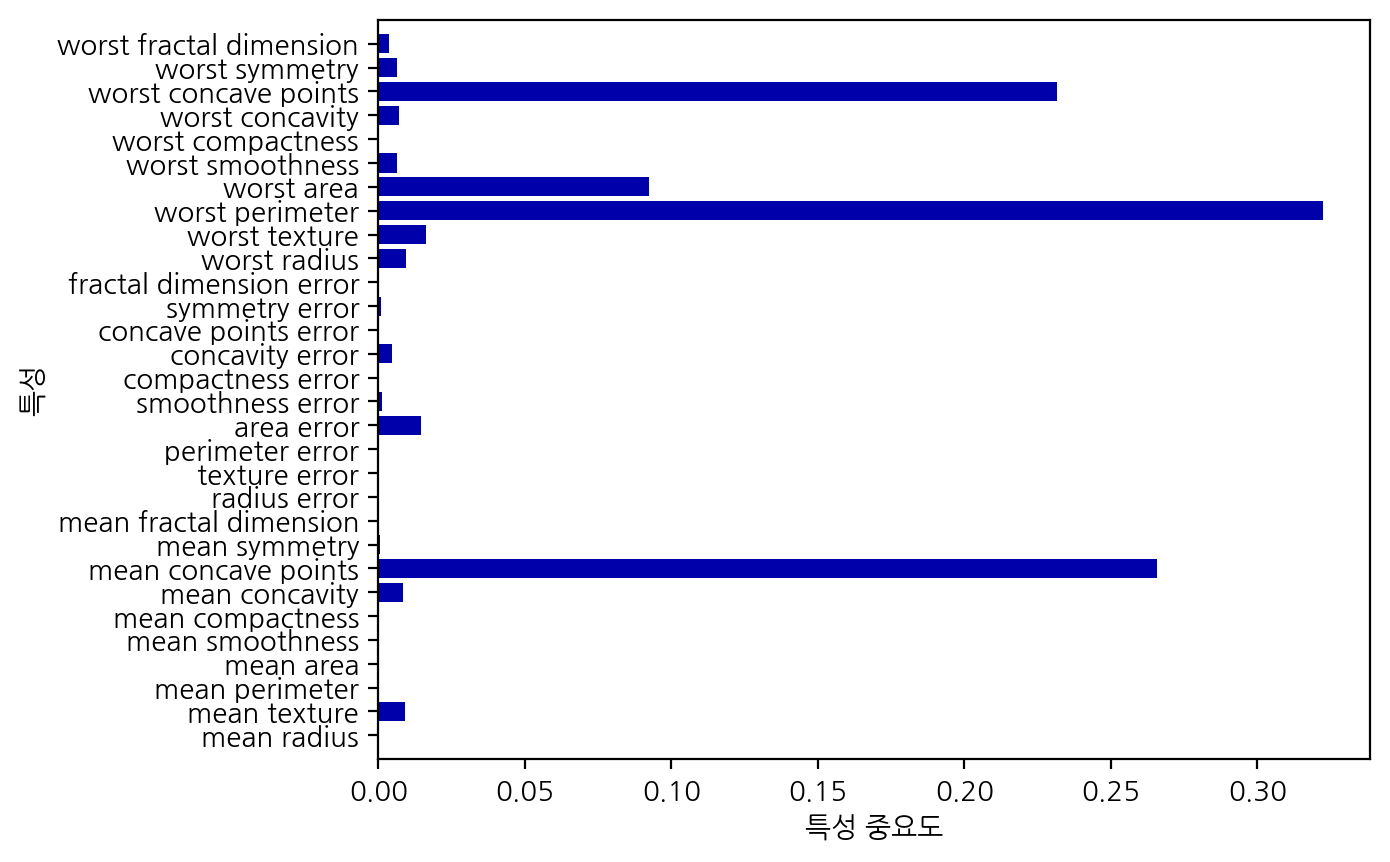 worst fractal dimension
worst symmetry
worst concave points
worst concavity
worst compactness
worst smoothness
worst area
worst perimeter
worst texture
worst radius
fractal dimension error
symmetry error
concave points error
concavity error
compactness error
smoothness error
area error
perimeter error
texture error
radius error
mean fractal dimension
mean symmetry
mean concave points
mean concavity
mean compactness
mean smoothness
mean area
mean perimeter
mean texture
mean radius
특성
0.00 0.05 0.10 0.15 0.20 0.25 0.30
특성 중요도